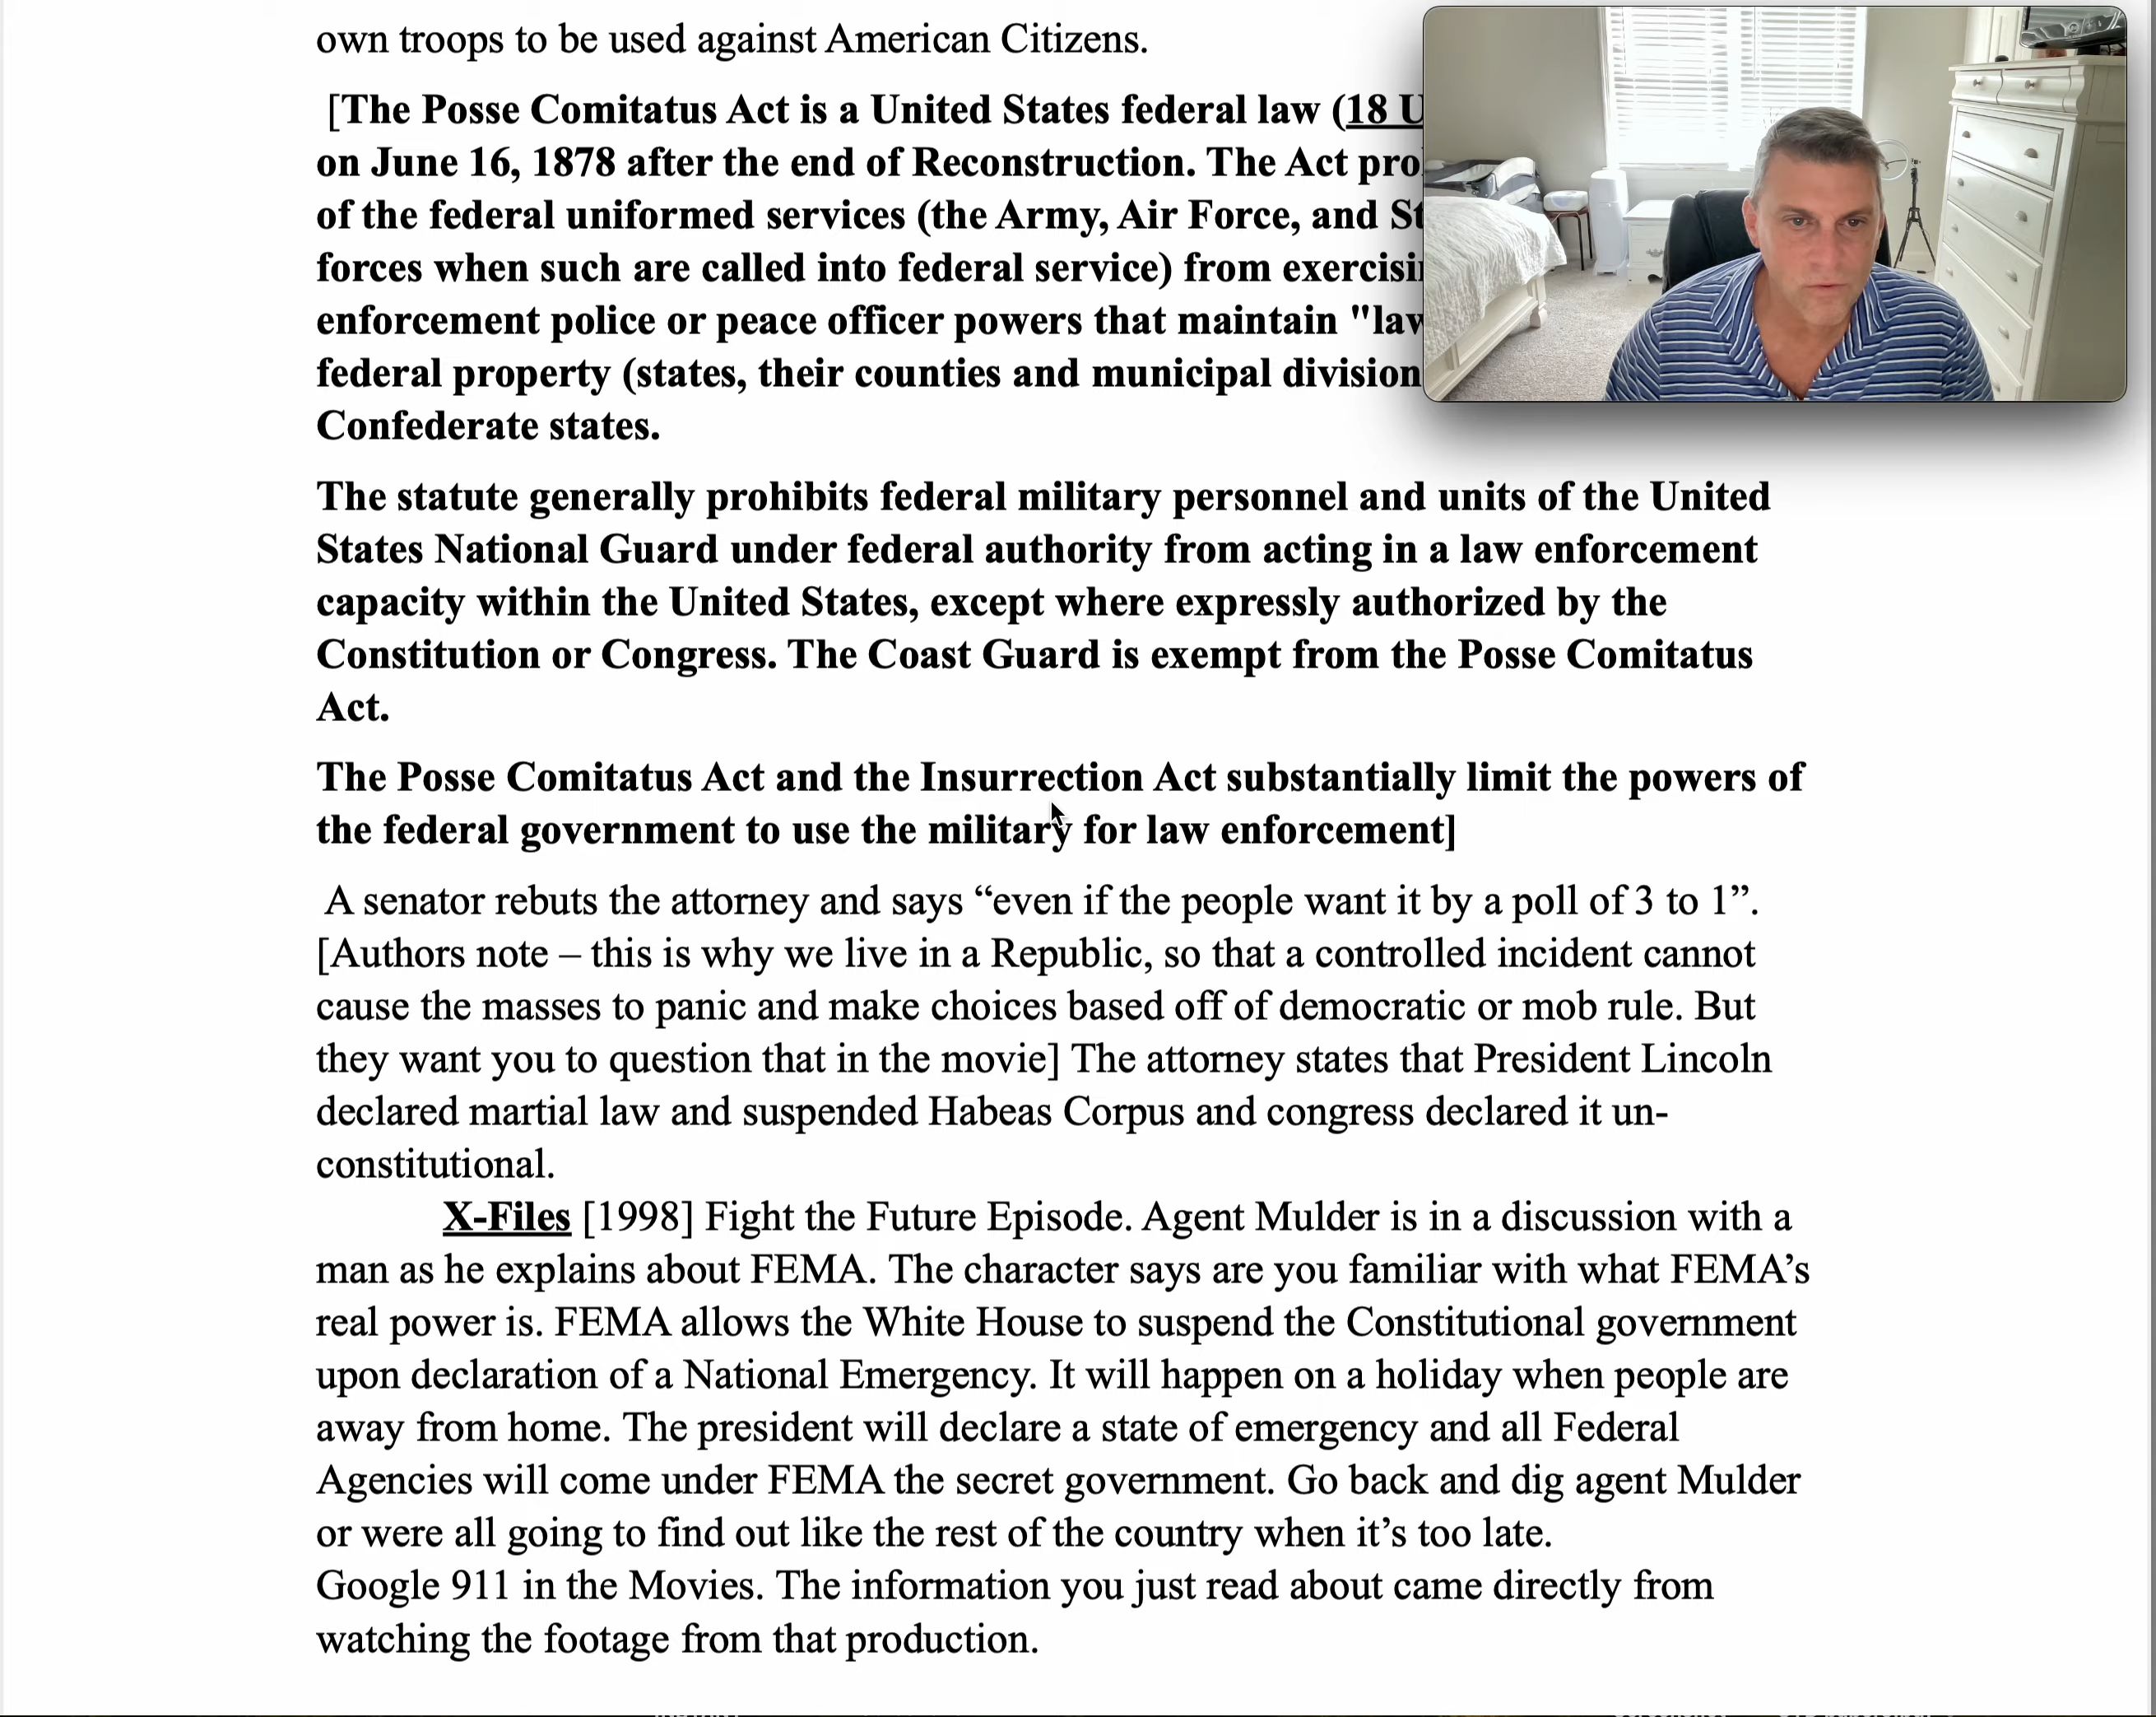 own troops to be used against American Citizens.
[The Posse Comitatus Act is a United States federal law (18 U
on June 16, 1878 after the end of Reconstruction. The Act pro
of the federal uniformed services (the Army, Air Force, and St
forces when such are called into federal service) from exercisi
enforcement police or peace officer powers that maintain "law
federal property (states, their counties and municipal division
Confederate states.
The statute generally prohibits federal military personnel and units of the United
States National Guard under federal authority from acting in a law enforcement
capacity within the United States, except where expressly authorized by the
Constitution or Congress. The Coast Guard is exempt from the Posse Comitatus
Act.
The Posse Comitatus Act and the Insurrection Act substantially limit the powers of
the federal government to use the military for law enforcement]
A senator rebuts the attorney and says “even if the people want it by a poll of 3 to 1”.
[Authors note – this is why we live in a Republic, so that a controlled incident cannot
cause the masses to panic and make choices based off of democratic or mob rule. But
they want you to question that in the movie] The attorney states that President Lincoln
declared martial law and suspended Habeas Corpus and congress declared it un-
constitutional.
X-Files [1998] Fight the Future Episode. Agent Mulder is in a discussion with a
man as he explains about FEMA. The character says are you familiar with what FEMA’s
real power is. FEMA allows the White House to suspend the Constitutional government
upon declaration of a National Emergency. It will happen on a holiday when people are
away from home. The president will declare a state of emergency and all Federal
Agencies will come under FEMA the secret government. Go back and dig agent Mulder
or were all going to find out like the rest of the country when it’s too late.
Google 911 in the Movies. The information you just read about came directly from
watching the footage from that production.